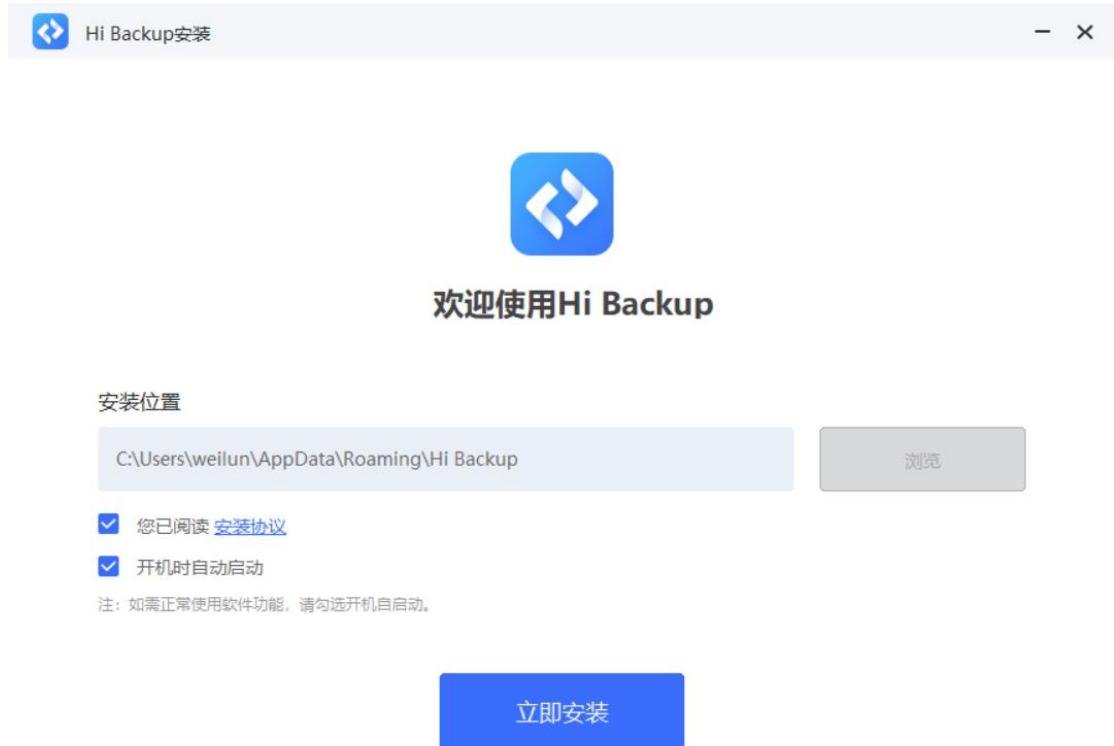 Hi Backup安装
欢迎使用Hi Backup
安装位置
C:\Users\weilun\AppData\Roaming\Hi Backup
浏览
您已阅读 安装协议
开机时自动启动
注：如需正常使用软件功能，请勾选开机自启动。
立即安装